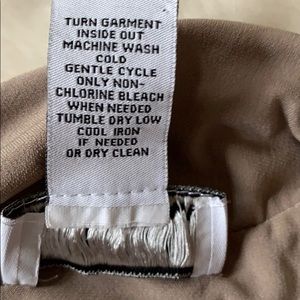 TURN GARMENT
INSIDE OUT
MACHINE WASH
COLD
GENTLE CYCLE
ONLY NON-
CHLORINE BLEACH
WHEN NEEDED
TUMBLE DRY LOW
COOL IRON
IF NEEDED
OR DRY CLEAN